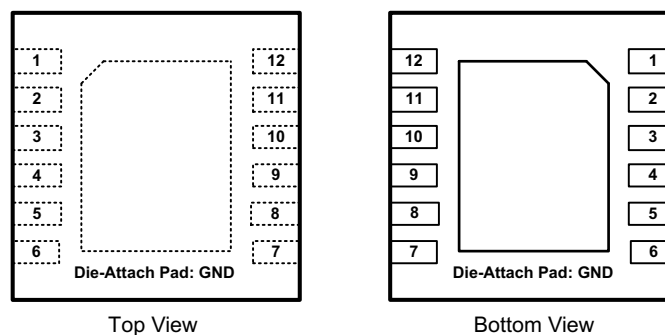 1 12 12 1
2 11 11 2
3 10 10 3
4 9 9 4
5 8 8 5
6 7 7 6
Die-Attach Pad: GND Die-Attach Pad: GND
Top View Bottom View